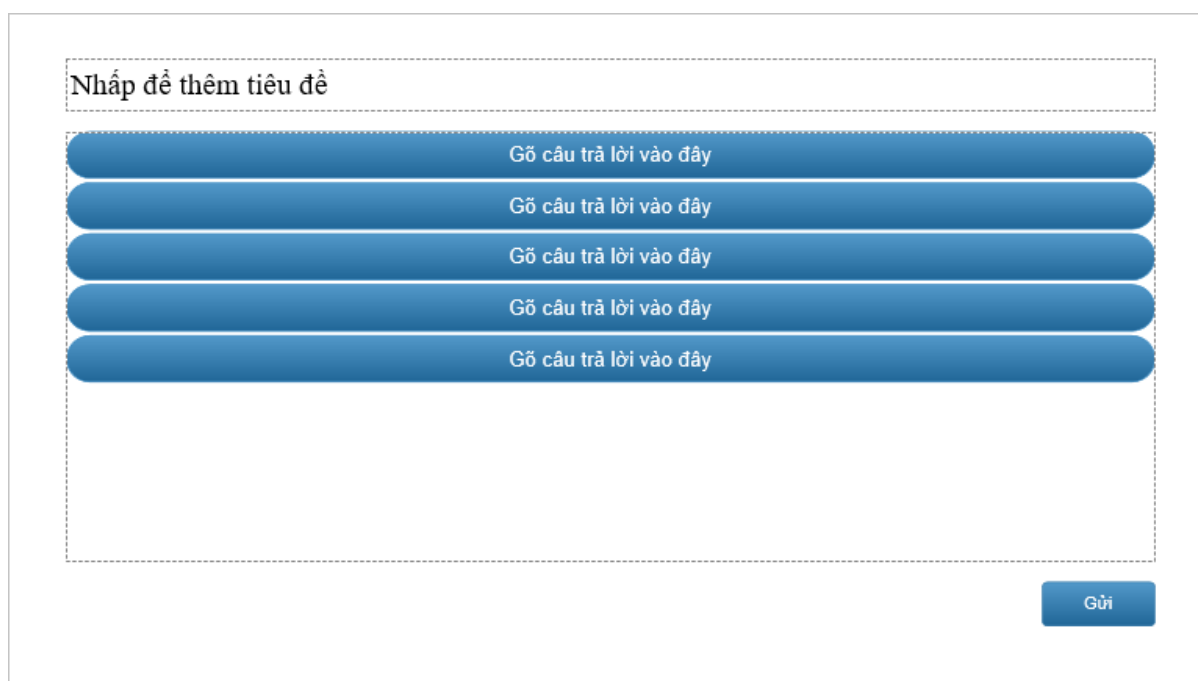 Nhấp để thêm tiêu đề
Gõ câu trả lời vào đây
Gõ câu trả lời vào đây
Gõ câu trả lời vào đây
Gõ câu trả lời vào đây
Gõ câu trả lời vào đây
Gửi